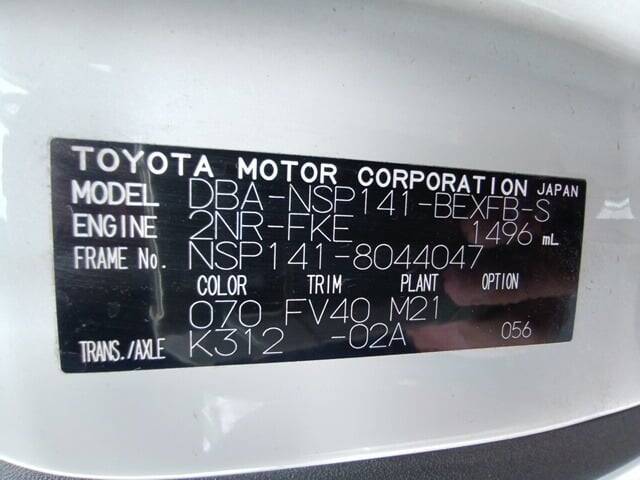 TOYOTA MOTOR CORPORATION JAPAN
MODEL DBA-NSP141-BEXFB-S
ENGINE 2NR-FKE 1496 mL
FRAME No. NSP141-8044047
COLOR TRIM PLANT OPTION
070 FV40 M21
TRANS./AXLE K312 -02A 056